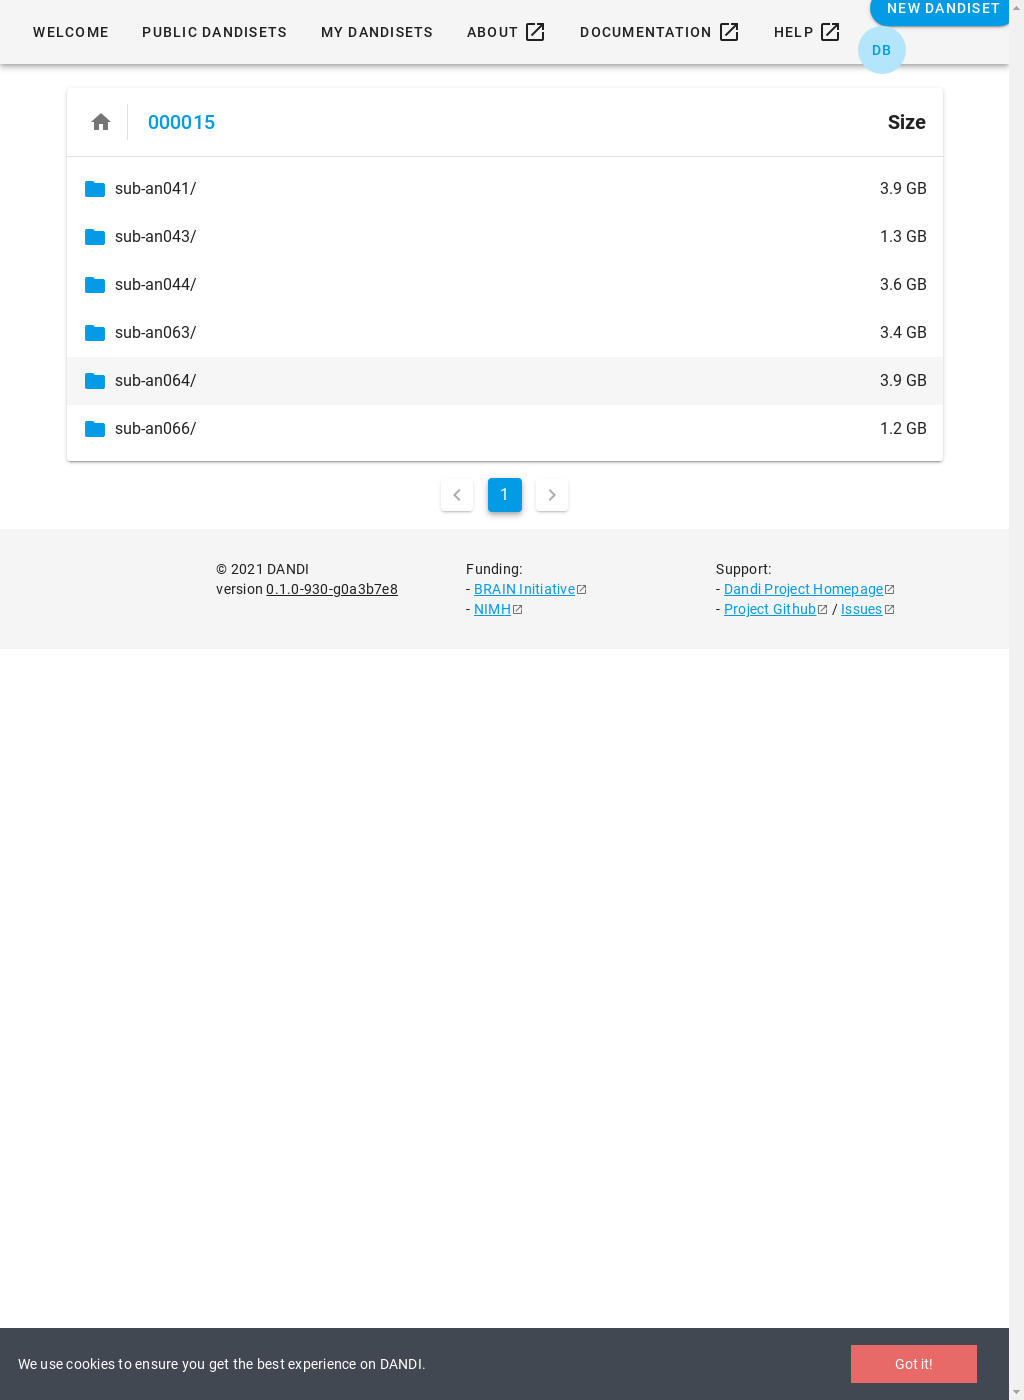 NEW DANDISET
WELCOME PUBLIC DANDISETS MY DANDISETS ABOUT DOCUMENTATION HELP
DB
000015 Size
sub-an041/ 3.9 GB
sub-an043/ 1.3 GB
sub-an044/ 3.6 GB
sub-an063/ 3.4 GB
sub-an064/ 3.9 GB
sub-an066/ 1.2 GB
1
© 2021 DANDI
version 0.1.0-930-g0a3b7e8
Funding:
- BRAIN Initiative
- NIMH
Support:
- Dandi Project Homepage
- Project Github / Issues
We use cookies to ensure you get the best experience on DANDI.
Got it!